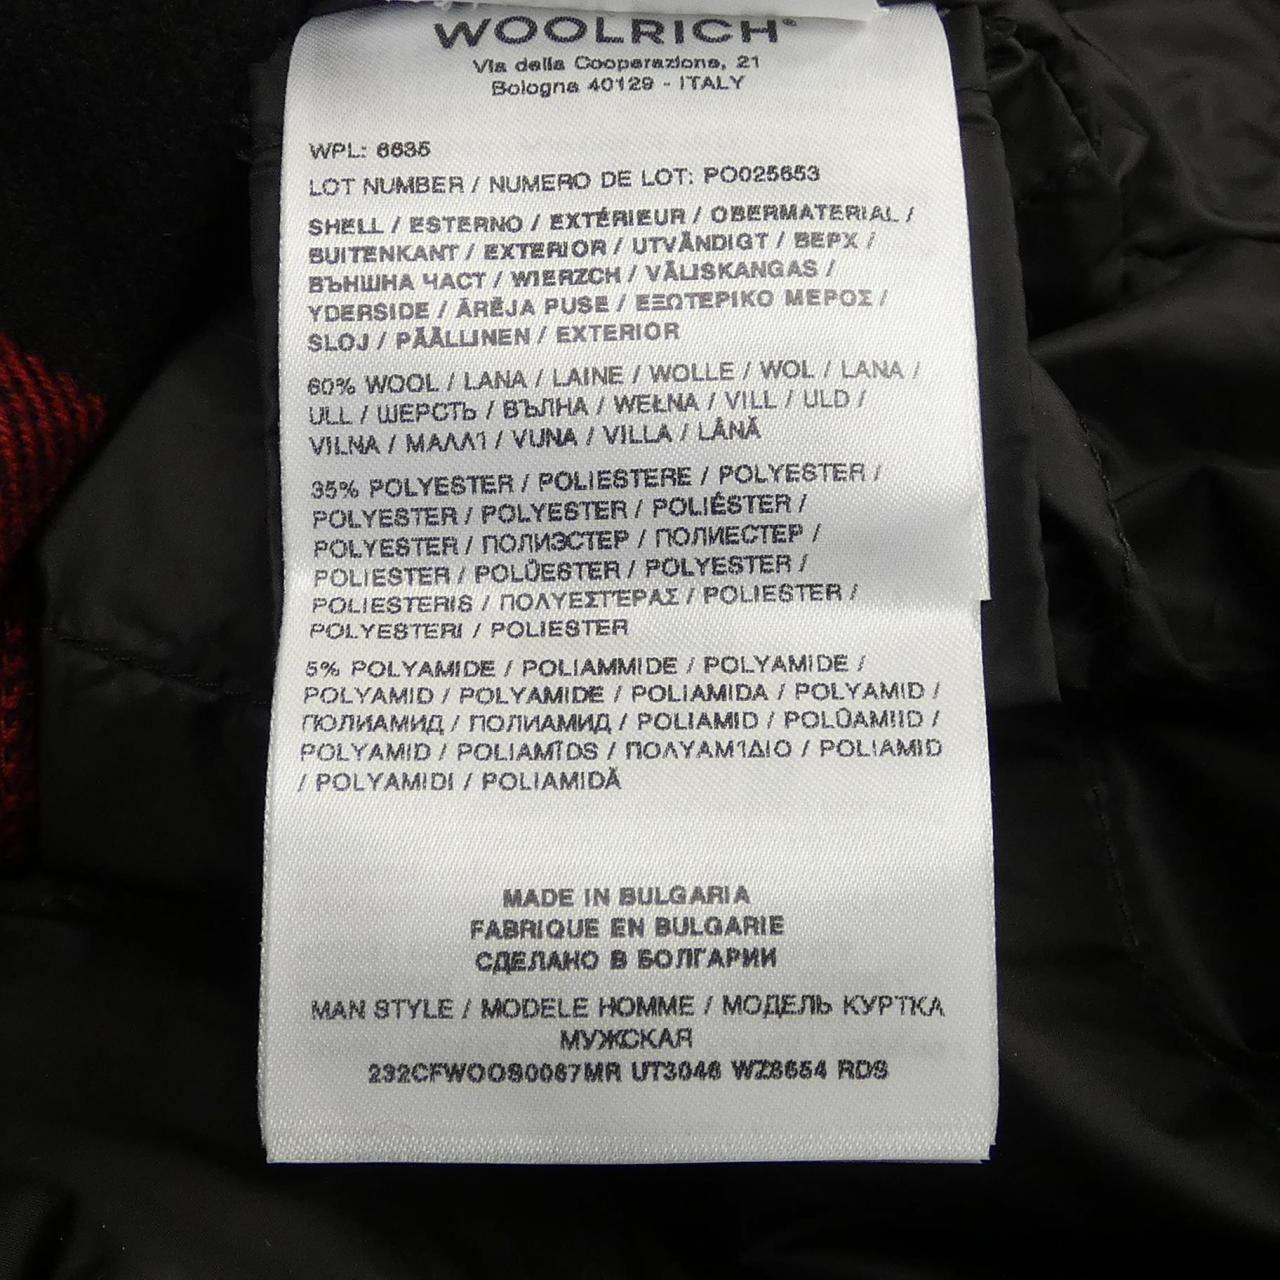 WOOLRICH®
Via della Cooperazione, 21
Bologna 40129 - ITALY
WPL: 6635
LOT NUMBER / NUMERO DE LOT: PO025653
SHELL / ESTERNO / EXTÉRIEUR / OBERMATERIAL /
BUITENKANT / EXTERIOR / UTVÄNDIGT / ВЕРХ /
ВЪНШНА ЧАСТ / WIERZCH / VÄLISKANGAS /
YDERSIDE / ĀRĒJA PUSE / ΕΞΩΤΕΡΙΚΟ ΜΕΡΟΣ /
SLOJ / PÄÄLLINEN / EXTERIOR
60% WOOL / LANA / LAINE / WOLLE / WOL / LANA /
ULL / ШЕРСТЬ / ВЪЛНА / WEŁNA / VILL / ULD /
VILNA / ΜΑΛΛ1 / VUNA / VILLA / LÂNĂ
35% POLYESTER / POLIESTERE / POLYESTER /
POLYESTER / POLYESTER / POLIÉSTER /
POLYESTER / ПОЛИЭСТЕР / ПОЛИЕСТЕР /
POLIESTER / POLÜESTER / POLYESTER /
POLIESTERIS / ΠΟΛΥΕΣΤΕΡΑΣ / POLIESTER /
POLYESTERI / POLIESTER
5% POLYAMIDE / POLIAMMIDE / POLYAMIDE /
POLYAMID / POLYAMIDE / POLIAMIDA / POLYAMID /
ПОЛИАМИД / ПОЛИАМИД / POLIAMID / POLÜAMIID /
POLYAMID / POLIAMĪDS / ΠΟΛΥΑΜ1ΔΙΟ / POLIAMID
/ POLYAMIDI / POLIAMIDĂ
MADE IN BULGARIA
FABRIQUE EN BULGARIE
СДЕЛАНО В БОЛГАРИИ
MAN STYLE / MODELE HOMME / МОДЕЛЬ КУРТКА
МУЖСКАЯ
232CFWOOS0067MR UT3046 WZ8654 RDS